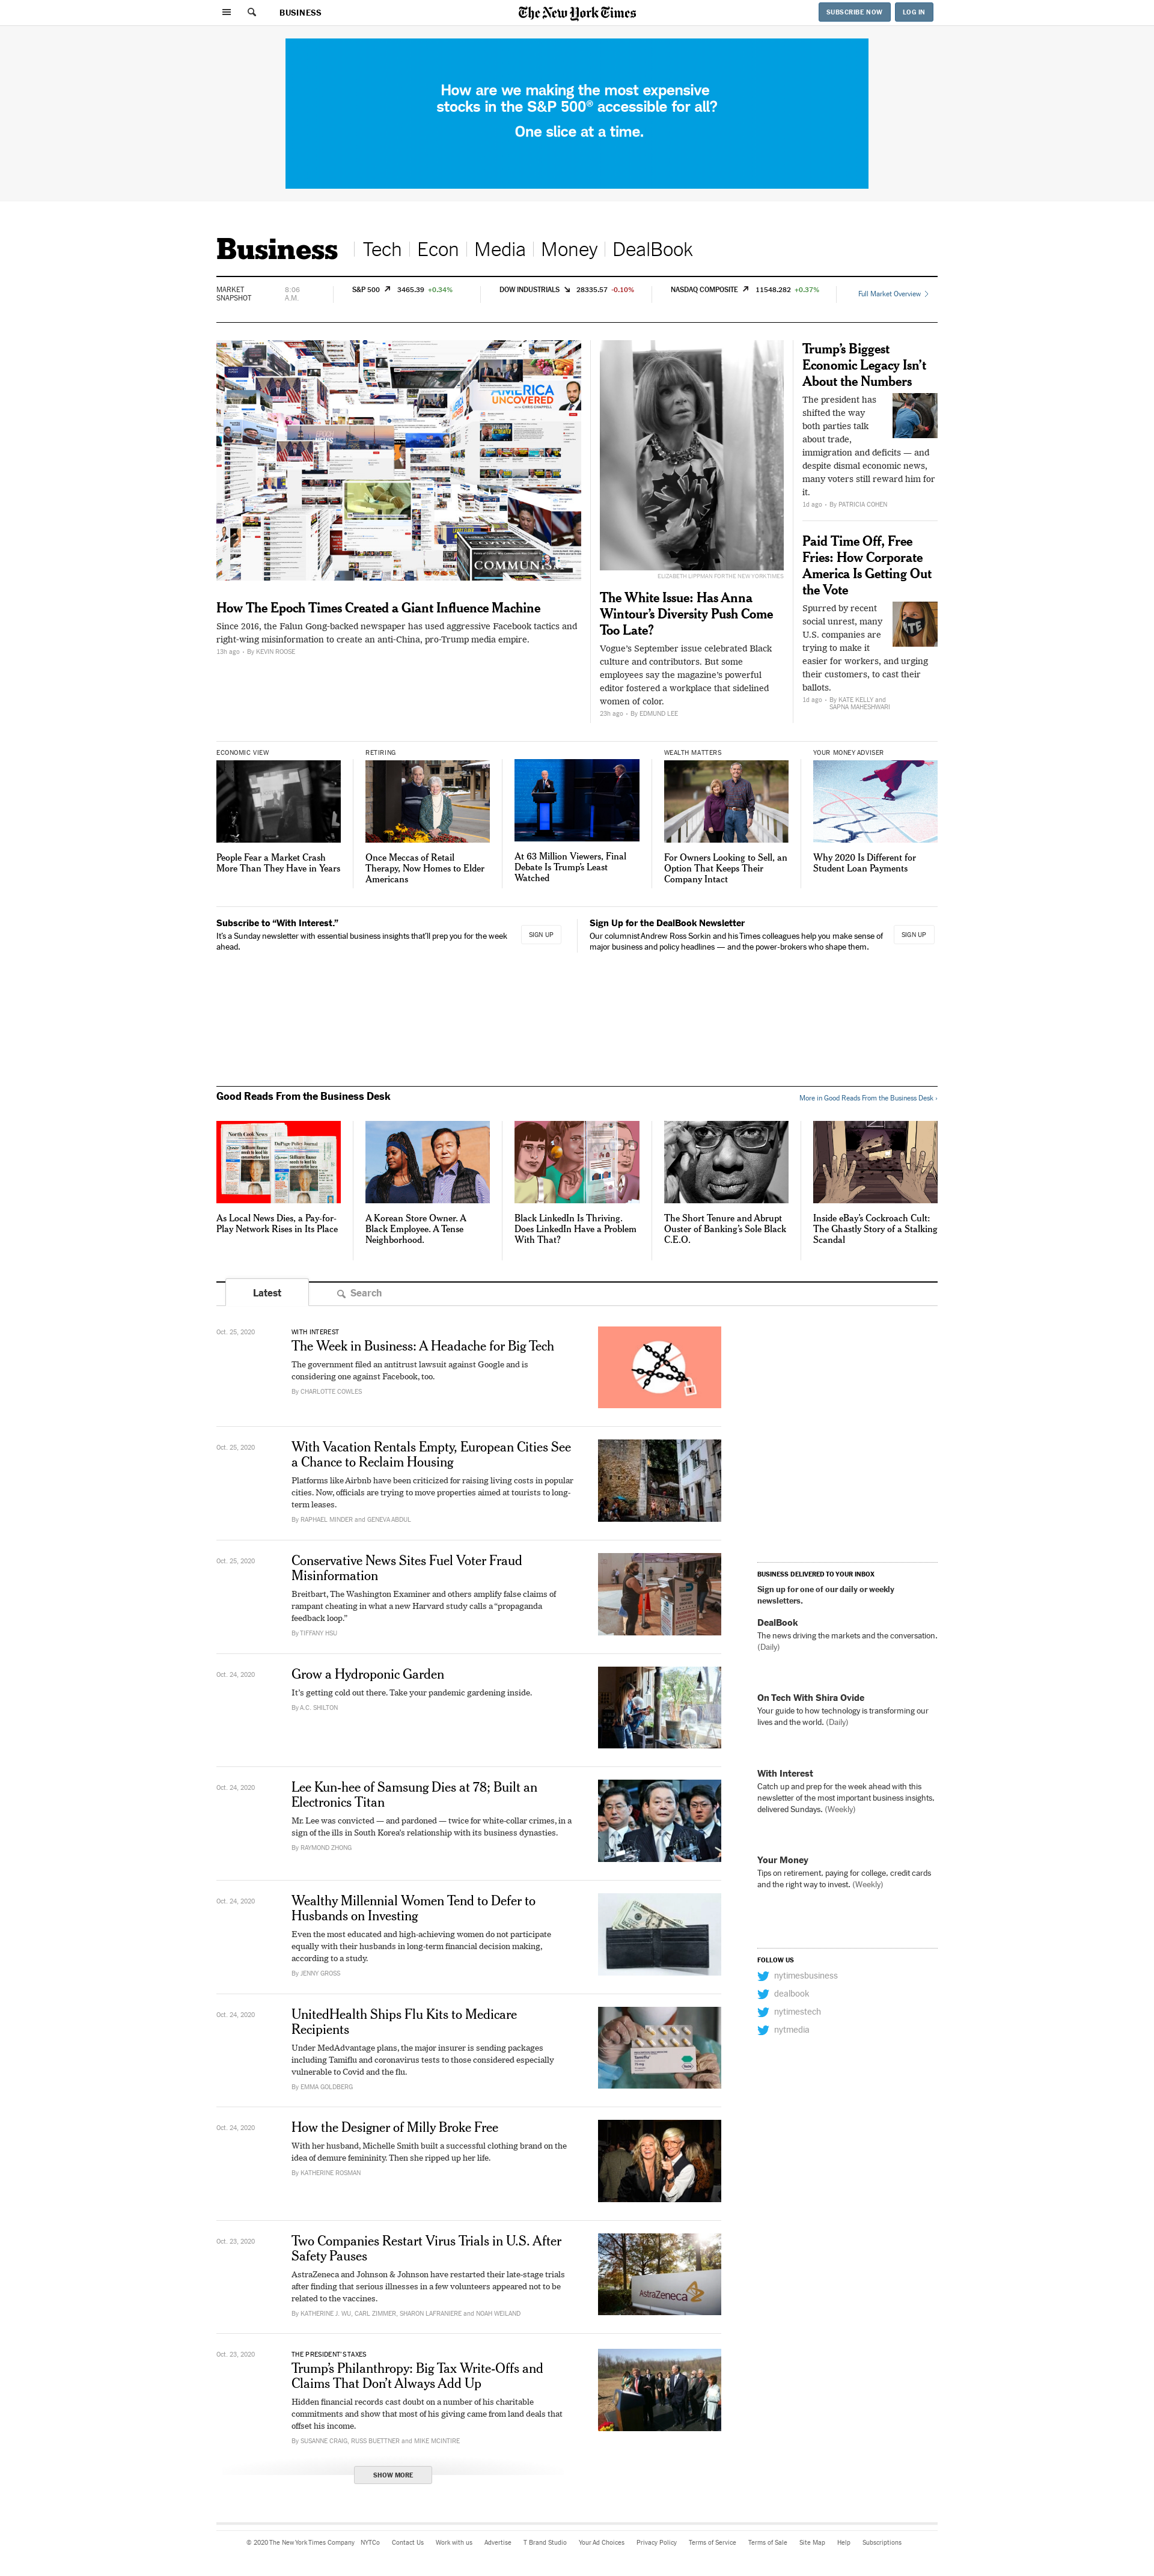 BUSINESS
The New York Times
SUBSCRIBE NOW
LOG IN
How are we making the most expensive
stocks in the S&P 500® accessible for all?
One slice at a time.
Business
Tech
Econ
Media
Money
DealBook
MARKET
SNAPSHOT
8:06
A.M.
S&P 500 3465.39 +0.34%
DOW INDUSTRIALS 28335.57 -0.10%
NASDAQ COMPOSITE 11548.282 +0.37%
Full Market Overview
AMERICA
UNCOVERED
How The Epoch Times Created a Giant Influence Machine
Since 2016, the Falun Gong-backed newspaper has used aggressive Facebook tactics and
right-wing misinformation to create an anti-China, pro-Trump media empire.
13h ago · By KEVIN ROOSE
ELIZABETH LIPPMAN FOR THE NEW YORK TIMES
The White Issue: Has Anna
Wintour’s Diversity Push Come
Too Late?
Vogue’s September issue celebrated Black
culture and contributors. But some
employees say the magazine’s powerful
editor fostered a workplace that sidelined
women of color.
23h ago · By EDMUND LEE
Trump’s Biggest
Economic Legacy Isn’t
About the Numbers
The president has
shifted the way
both parties talk
about trade,
immigration and deficits — and
despite dismal economic news,
many voters still reward him for
it.
1d ago · By PATRICIA COHEN
Paid Time Off, Free
Fries: How Corporate
America Is Getting Out
the Vote
Spurred by recent
social unrest, many
U.S. companies are
trying to make it
easier for workers, and urging
their customers, to cast their
ballots.
1d ago · By KATE KELLY and
SAPNA MAHESHWARI
ECONOMIC VIEW
People Fear a Market Crash
More Than They Have in Years
RETIRING
Once Meccas of Retail
Therapy, Now Homes to Elder
Americans
At 63 Million Viewers, Final
Debate Is Trump’s Least
Watched
WEALTH MATTERS
For Owners Looking to Sell, an
Option That Keeps Their
Company Intact
YOUR MONEY ADVISER
Why 2020 Is Different for
Student Loan Payments
Subscribe to “With Interest.”
It’s a Sunday newsletter with essential business insights that’ll prep you for the week
ahead.
SIGN UP
Sign Up for the DealBook Newsletter
Our columnist Andrew Ross Sorkin and his Times colleagues help you make sense of
major business and policy headlines — and the power-brokers who shape them.
SIGN UP
Good Reads From the Business Desk
More in Good Reads From the Business Desk ›
North Cook News
DuPage Policy Journal
As Local News Dies, a Pay-for-
Play Network Rises in Its Place
A Korean Store Owner. A
Black Employee. A Tense
Neighborhood.
Black LinkedIn Is Thriving.
Does LinkedIn Have a Problem
With That?
The Short Tenure and Abrupt
Ouster of Banking’s Sole Black
C.E.O.
Inside eBay’s Cockroach Cult:
The Ghastly Story of a Stalking
Scandal
Latest
Search
Oct. 25, 2020
WITH INTEREST
The Week in Business: A Headache for Big Tech
The government filed an antitrust lawsuit against Google and is
considering one against Facebook, too.
By CHARLOTTE COWLES
Oct. 25, 2020
With Vacation Rentals Empty, European Cities See
a Chance to Reclaim Housing
Platforms like Airbnb have been criticized for raising living costs in popular
cities. Now, officials are trying to move properties aimed at tourists to long-
term leases.
By RAPHAEL MINDER and GENEVA ABDUL
Oct. 25, 2020
Conservative News Sites Fuel Voter Fraud
Misinformation
Breitbart, The Washington Examiner and others amplify false claims of
rampant cheating in what a new Harvard study calls a “propaganda
feedback loop.”
By TIFFANY HSU
Oct. 24, 2020
Grow a Hydroponic Garden
It’s getting cold out there. Take your pandemic gardening inside.
By A.C. SHILTON
Oct. 24, 2020
Lee Kun-hee of Samsung Dies at 78; Built an
Electronics Titan
Mr. Lee was convicted — and pardoned — twice for white-collar crimes, in a
sign of the ills in South Korea’s relationship with its business dynasties.
By RAYMOND ZHONG
Oct. 24, 2020
Wealthy Millennial Women Tend to Defer to
Husbands on Investing
Even the most educated and high-achieving women do not participate
equally with their husbands in long-term financial decision making,
according to a study.
By JENNY GROSS
Oct. 24, 2020
UnitedHealth Ships Flu Kits to Medicare
Recipients
Under MedAdvantage plans, the major insurer is sending packages
including Tamiflu and coronavirus tests to those considered especially
vulnerable to Covid and the flu.
By EMMA GOLDBERG
Oct. 24, 2020
How the Designer of Milly Broke Free
With her husband, Michelle Smith built a successful clothing brand on the
idea of demure femininity. Then she ripped up her life.
By KATHERINE ROSMAN
Oct. 23, 2020
Two Companies Restart Virus Trials in U.S. After
Safety Pauses
AstraZeneca and Johnson & Johnson have restarted their late-stage trials
after finding that serious illnesses in a few volunteers appeared not to be
related to the vaccines.
By KATHERINE J. WU, CARL ZIMMER, SHARON LAFRANIERE and NOAH WEILAND
AstraZeneca
Oct. 23, 2020
THE PRESIDENT’S TAXES
Trump’s Philanthropy: Big Tax Write-Offs and
Claims That Don’t Always Add Up
Hidden financial records cast doubt on a number of his charitable
commitments and show that most of his giving came from land deals that
offset his income.
By SUSANNE CRAIG, RUSS BUETTNER and MIKE MCINTIRE
SHOW MORE
BUSINESS DELIVERED TO YOUR INBOX
Sign up for one of our daily or weekly
newsletters.
DealBook
The news driving the markets and the conversation.
(Daily)
On Tech With Shira Ovide
Your guide to how technology is transforming our
lives and the world. (Daily)
With Interest
Catch up and prep for the week ahead with this
newsletter of the most important business insights,
delivered Sundays. (Weekly)
Your Money
Tips on retirement, paying for college, credit cards
and the right way to invest. (Weekly)
FOLLOW US
nytimesbusiness
dealbook
nytimestech
nytmedia
© 2020 The New York Times Company NYTCo Contact Us Work with us Advertise T Brand Studio Your Ad Choices Privacy Policy Terms of Service Terms of Sale Site Map Help Subscriptions